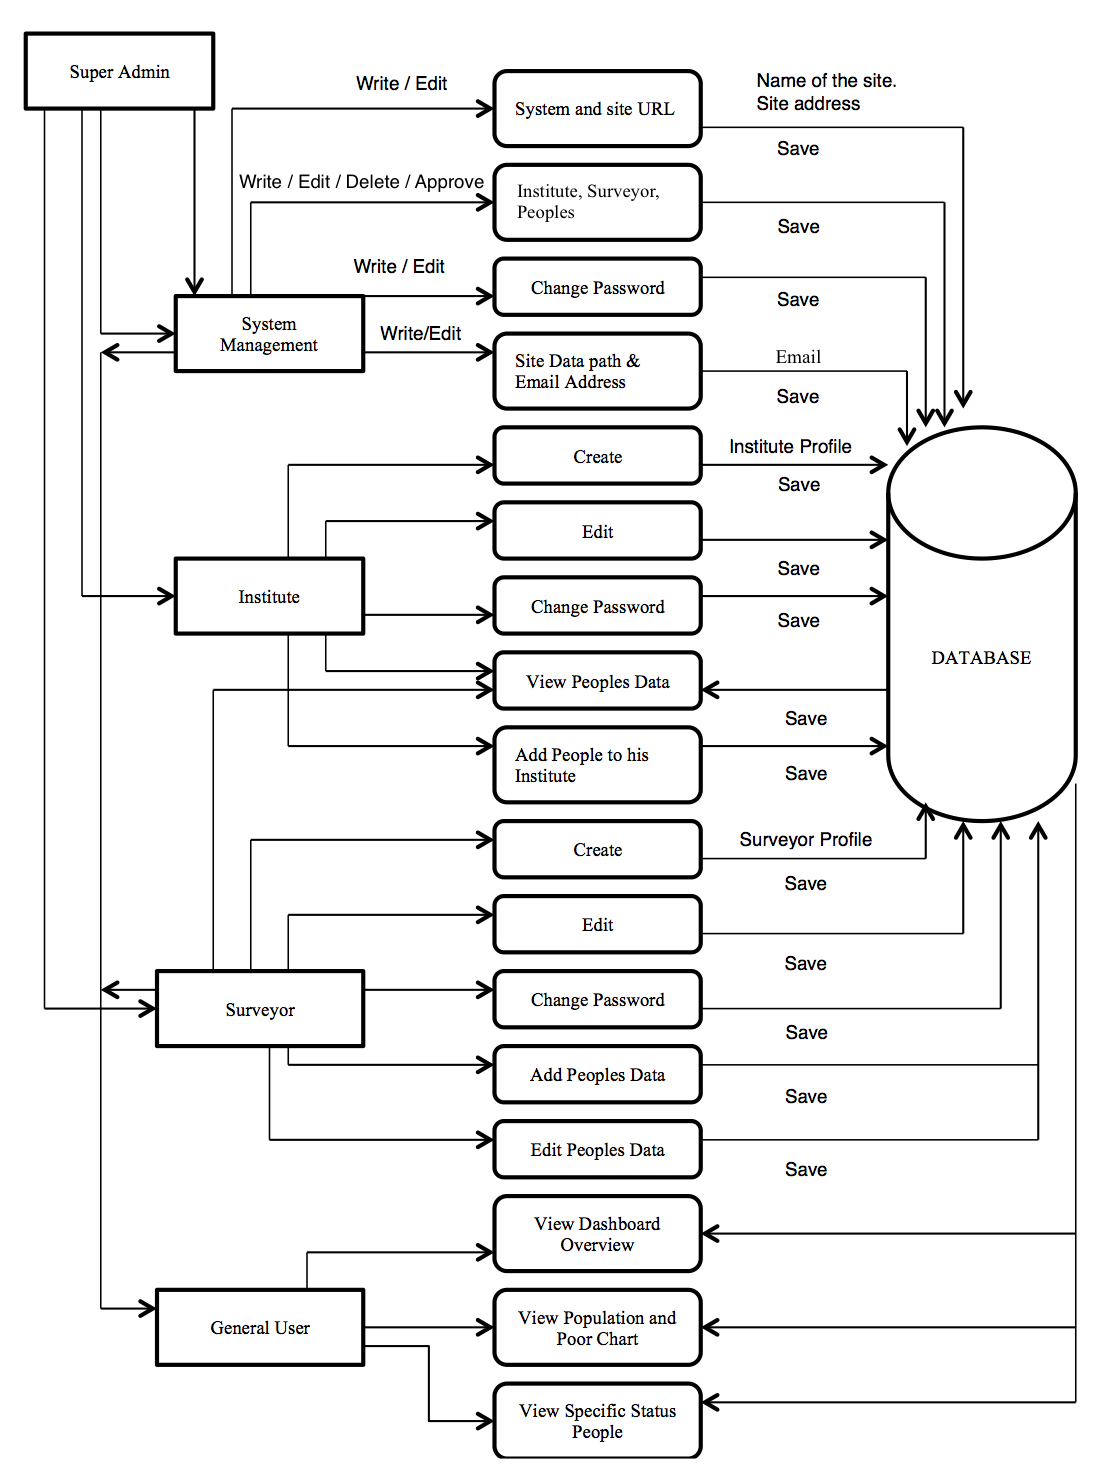 Super Admin
Write / Edit
System and site URL
Name of the site.
Site address
Save
Write / Edit / Delete / Approve
Institute, Surveyor,
Peoples
Save
Write / Edit
Change Password
Save
System
Management
Write/Edit
Site Data path &
Email Address
Email
Save
Create
Institute Profile
Save
Edit
Save
Institute
Change Password
Save
View Peoples Data
Save
DATABASE
Add People to his
Institute
Save
Create
Surveyor Profile
Save
Edit
Save
Surveyor
Change Password
Save
Add Peoples Data
Save
Edit Peoples Data
Save
View Dashboard
Overview
General User
View Population and
Poor Chart
View Specific Status
People